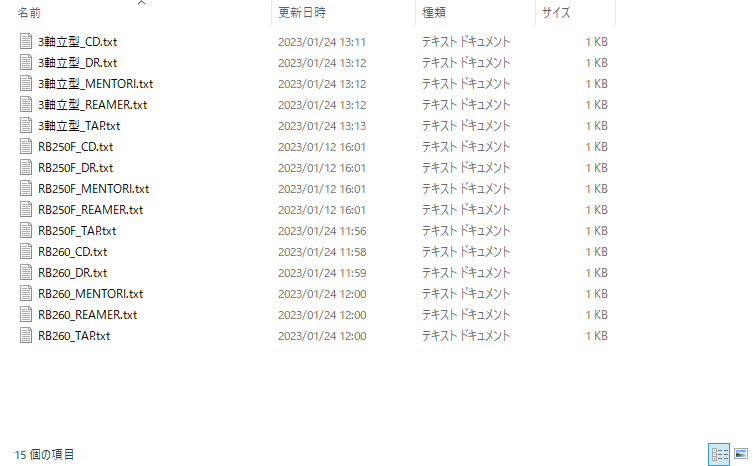 名前 更新日時 種類 サイズ
3軸立型_CD.txt 2023/01/24 13:11 テキスト ドキュメント 1 KB
3軸立型_DR.txt 2023/01/24 13:12 テキスト ドキュメント 1 KB
3軸立型_MENTORI.txt 2023/01/24 13:12 テキスト ドキュメント 1 KB
3軸立型_REAMER.txt 2023/01/24 13:12 テキスト ドキュメント 1 KB
3軸立型_TAP.txt 2023/01/24 13:13 テキスト ドキュメント 1 KB
RB250F_CD.txt 2023/01/12 16:01 テキスト ドキュメント 1 KB
RB250F_DR.txt 2023/01/12 16:01 テキスト ドキュメント 1 KB
RB250F_MENTORI.txt 2023/01/12 16:01 テキスト ドキュメント 1 KB
RB250F_REAMER.txt 2023/01/12 16:01 テキスト ドキュメント 1 KB
RB250F_TAP.txt 2023/01/24 11:56 テキスト ドキュメント 1 KB
RB260_CD.txt 2023/01/24 11:58 テキスト ドキュメント 1 KB
RB260_DR.txt 2023/01/24 11:59 テキスト ドキュメント 1 KB
RB260_MENTORI.txt 2023/01/24 12:00 テキスト ドキュメント 1 KB
RB260_REAMER.txt 2023/01/24 12:00 テキスト ドキュメント 1 KB
RB260_TAP.txt 2023/01/24 12:00 テキスト ドキュメント 1 KB
15 個の項目